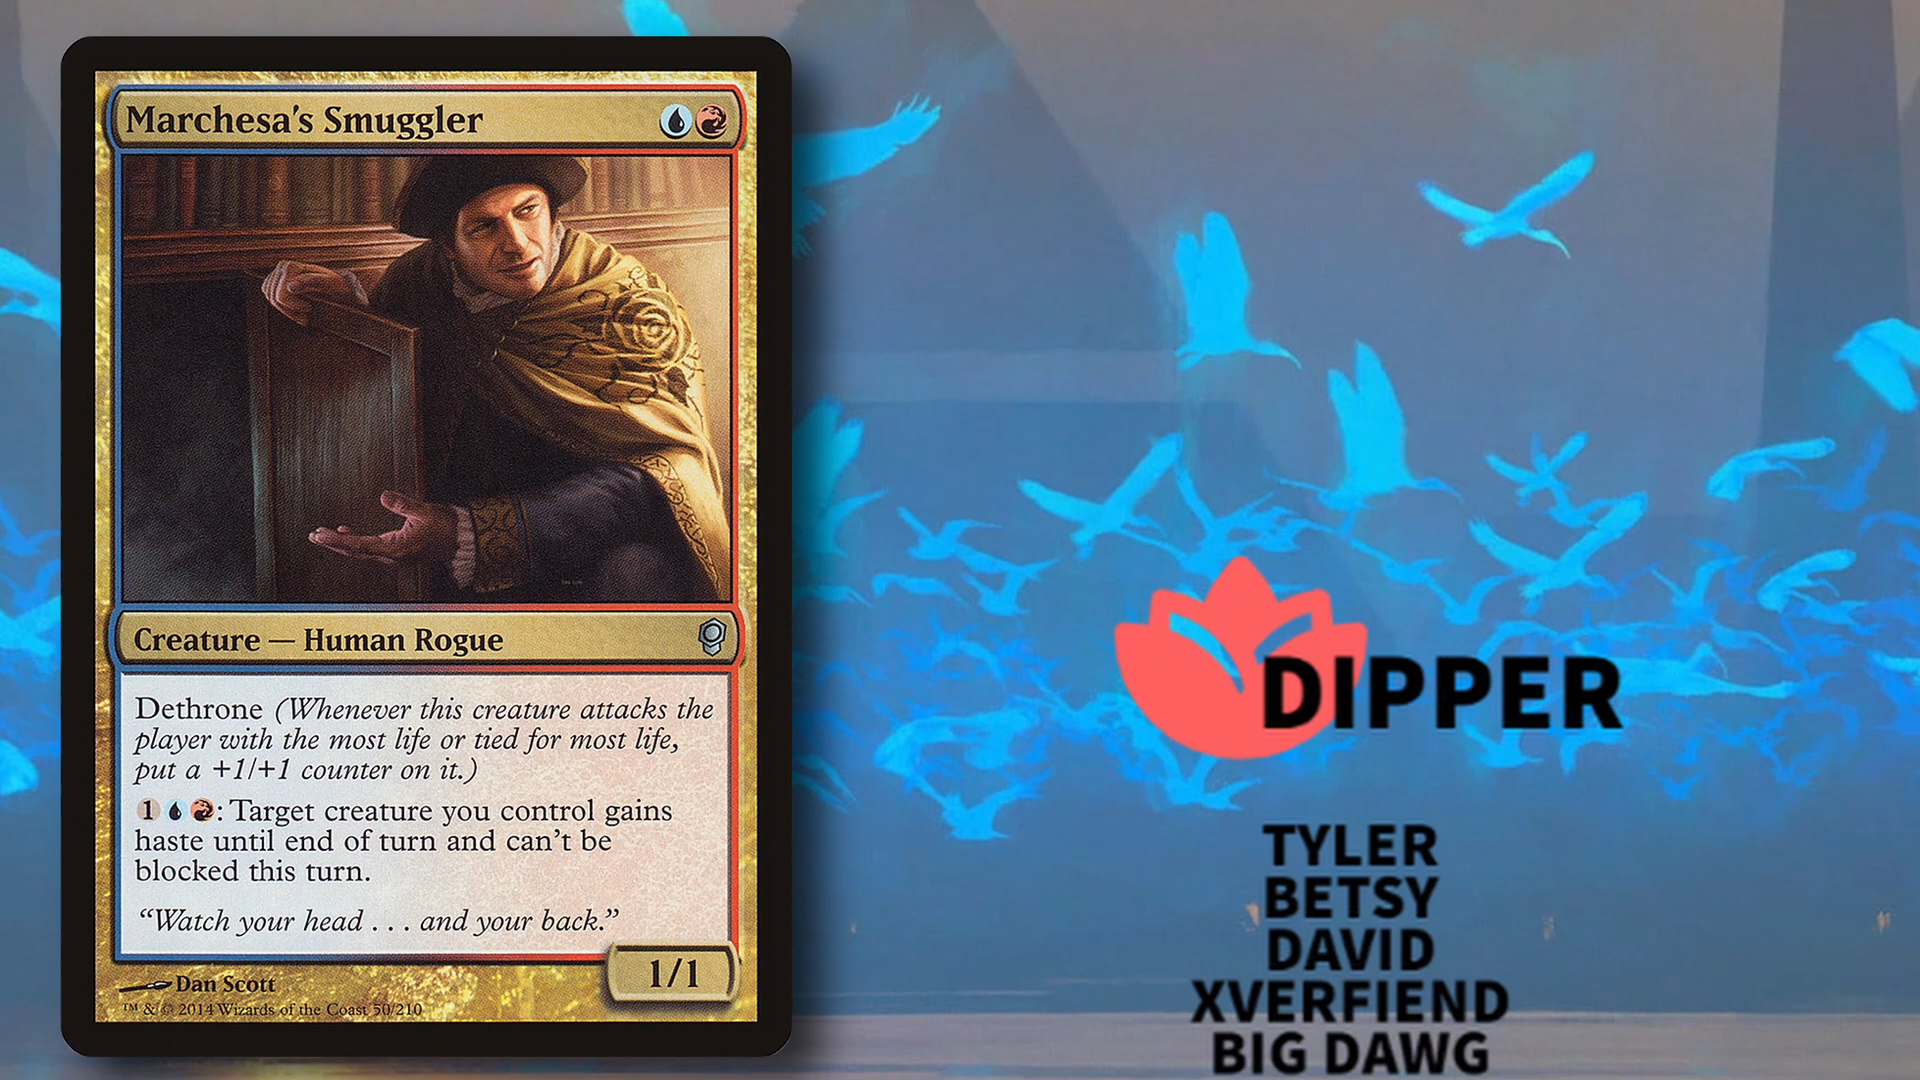 Marchesa's Smuggler
Creature — Human Rogue
Dethrone (Whenever this creature attacks the
player with the most life or tied for most life,
put a +1/+1 counter on it.)
1 : Target creature you control gains
haste until end of turn and can't be
blocked this turn.
“Watch your head . . . and your back.”
1/1
Dan Scott
™ & © 2014 Wizards of the Coast 50/210
DIPPER
TYLER
BETSY
DAVID
XVERFIEND
BIG DAWG